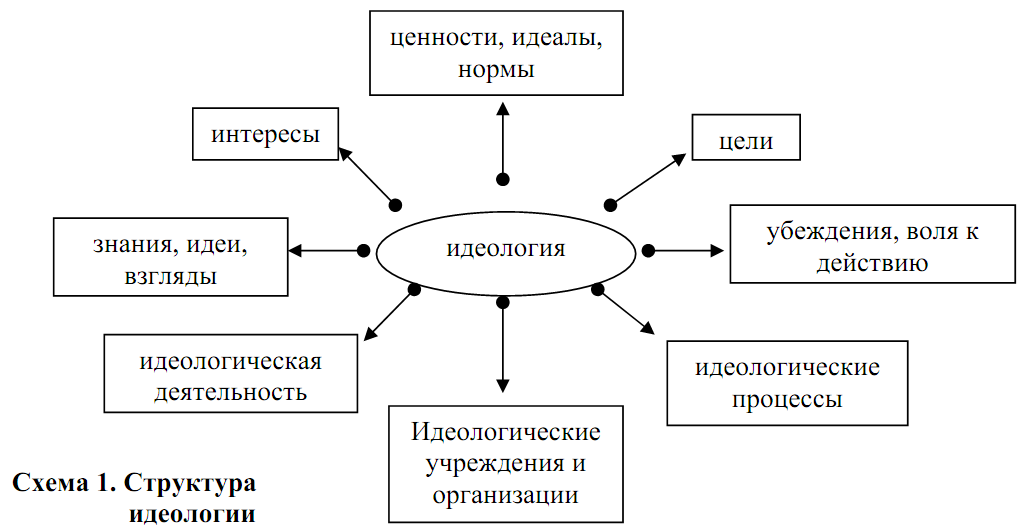 ценности, идеалы,
нормы
интересы
цели
знания, идеи,
взгляды
идеология
убеждения, воля к
действию
идеологическая
деятельность
идеологические
процессы
Идеологические
учреждения и
организации
Схема 1. Структура
идеологии